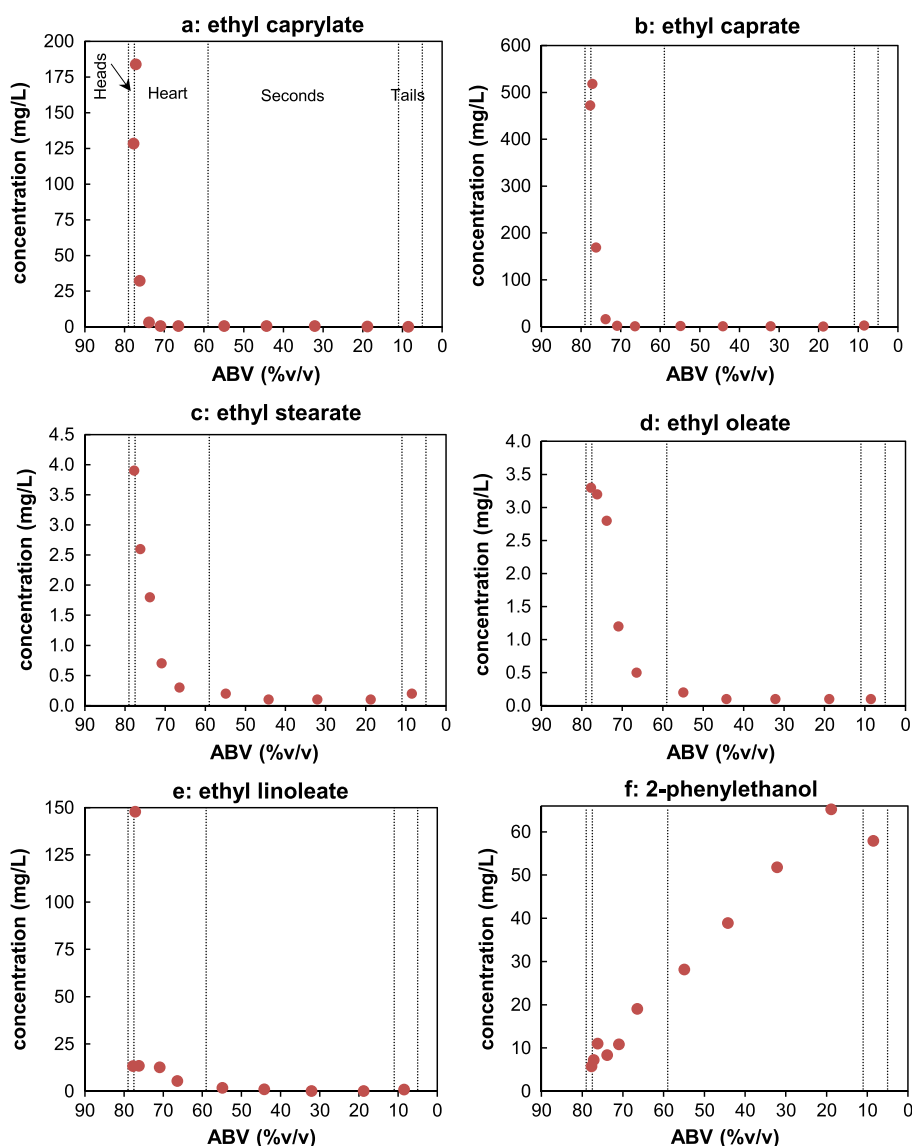 a: ethyl caprylate
concentration (mg/L)
200
175
150
125
100
75
50
25
0
Heads
Heart
Seconds
Tails
90 80 70 60 50 40 30 20 10 0
ABV (%v/v)
b: ethyl caprate
concentration (mg/L)
600
500
400
300
200
100
0
90 80 70 60 50 40 30 20 10 0
ABV (%v/v)
c: ethyl stearate
concentration (mg/L)
4.5
4.0
3.5
3.0
2.5
2.0
1.5
1.0
0.5
0.0
90 80 70 60 50 40 30 20 10 0
ABV (%v/v)
d: ethyl oleate
concentration (mg/L)
4.0
3.5
3.0
2.5
2.0
1.5
1.0
0.5
0.0
90 80 70 60 50 40 30 20 10 0
ABV (%v/v)
e: ethyl linoleate
concentration (mg/L)
150
125
100
75
50
25
0
90 80 70 60 50 40 30 20 10 0
ABV (%v/v)
f: 2-phenylethanol
concentration (mg/L)
60
50
40
30
20
10
0
90 80 70 60 50 40 30 20 10 0
ABV (%v/v)